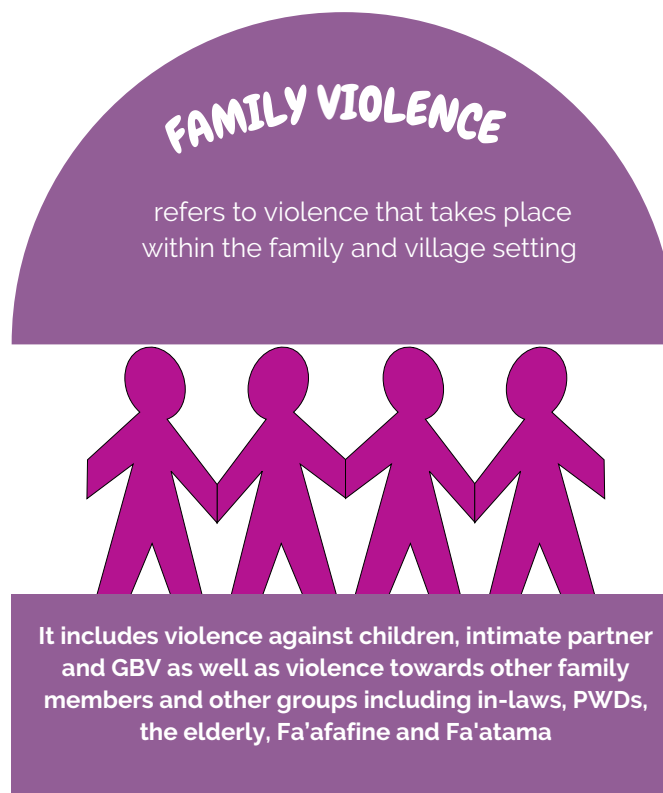 FAMILY VIOLENCE
refers to violence that takes place
within the family and village setting
It includes violence against children, intimate partner
and GBV as well as violence towards other family
members and other groups including in-laws, PWDs,
the elderly, Fa’afafine and Fa'atama